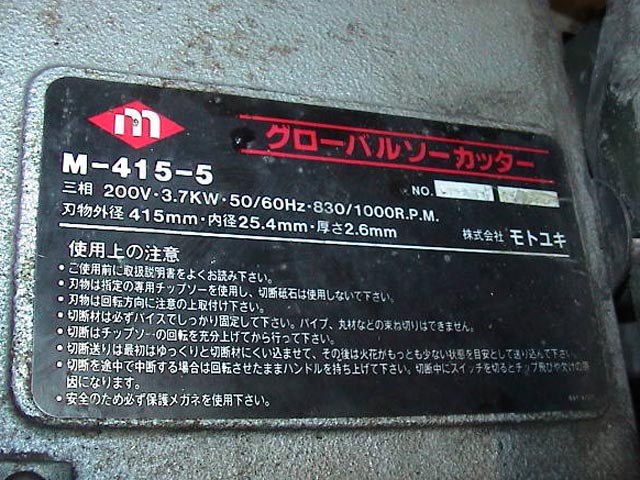 m
グローバルソーカッター
M-415-5
NO.
三相 200V・3.7KW・50/60Hz・830/1000R.P.M.
刃物外径 415mm・内径25.4mm・厚さ2.6mm
株式会社 モトユキ
使用上の注意
・ご使用前に取扱説明書をよくお読み下さい。
・刃物は指定の専用チップソーを使用し、切断砥石は使用しないで下さい。
・刃物は回転方向に注意の上取付け下さい。
・切断材は必ずバイスでしっかり固定して下さい。パイプ、丸材などの束ね切りはできません。
・切断はチップソーの回転を充分上げてから行って下さい。
・切断送りは最初はゆっくりと切断材にくい込ませて、その後は火花がもっとも少ない状態を目安として送り込んで下さい。
・切断を途中で中断する場合は回転させたままハンドルを持ち上げて下さい。切断中にスイッチを切るとチップ飛びや欠けの原
因になります。
・安全のため必ず保護メガネを使用下さい。